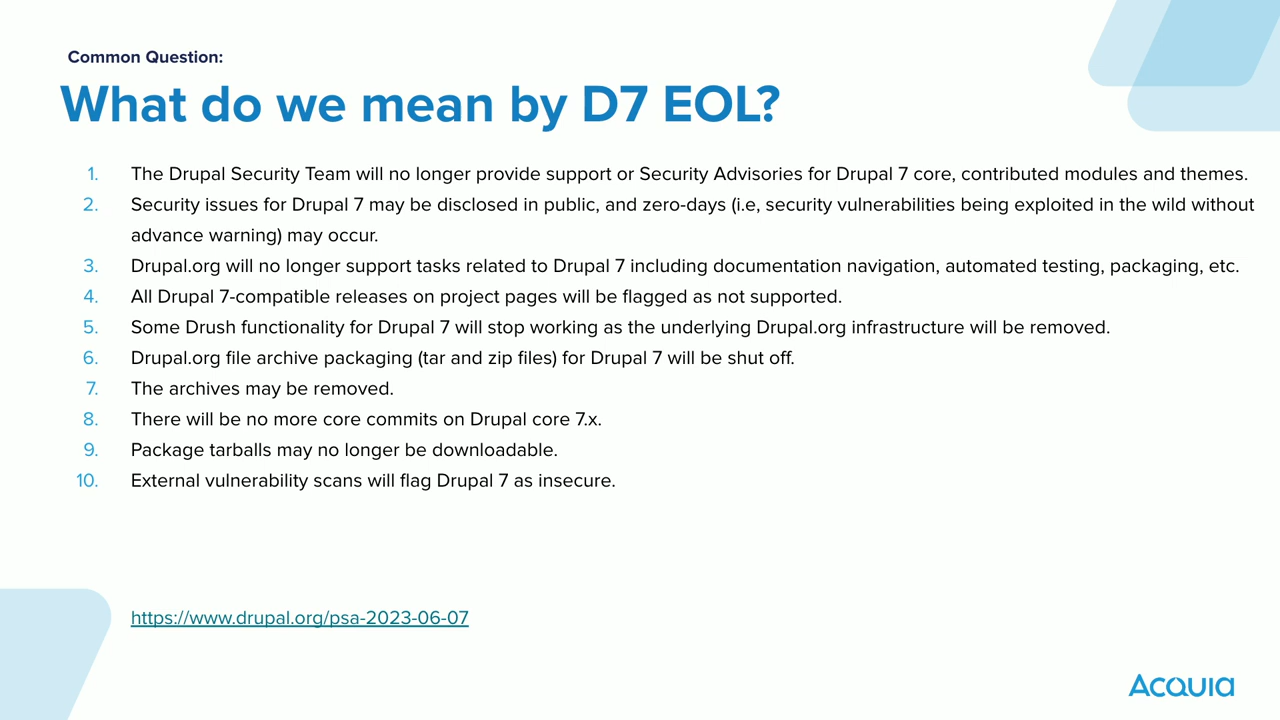 Common Question:
What do we mean by D7 EOL?
1. The Drupal Security Team will no longer provide support or Security Advisories for Drupal 7 core, contributed modules and themes.
2. Security issues for Drupal 7 may be disclosed in public, and zero-days (i.e, security vulnerabilities being exploited in the wild without
advance warning) may occur.
3. Drupal.org will no longer support tasks related to Drupal 7 including documentation navigation, automated testing, packaging, etc.
4. All Drupal 7-compatible releases on project pages will be flagged as not supported.
5. Some Drush functionality for Drupal 7 will stop working as the underlying Drupal.org infrastructure will be removed.
6. Drupal.org file archive packaging (tar and zip files) for Drupal 7 will be shut off.
7. The archives may be removed.
8. There will be no more core commits on Drupal core 7.x.
9. Package tarballs may no longer be downloadable.
10. External vulnerability scans will flag Drupal 7 as insecure.
https://www.drupal.org/psa-2023-06-07
Acquia